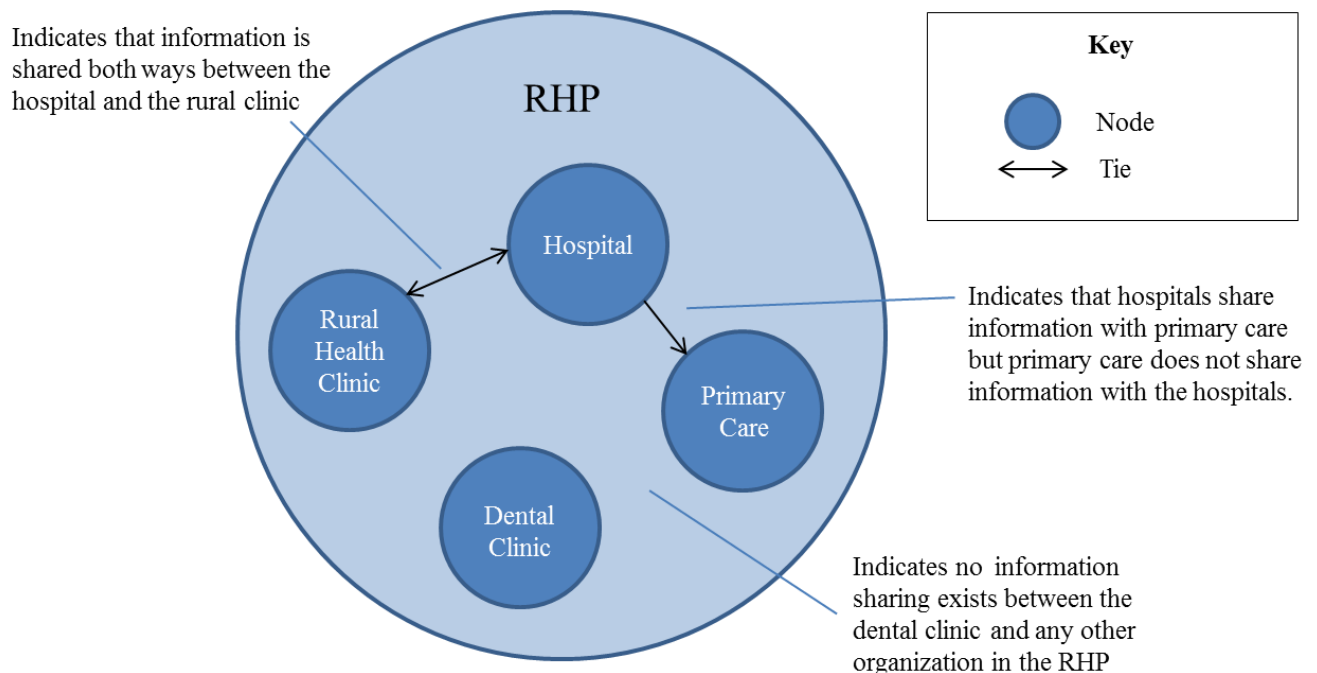 Indicates that information is
shared both ways between the
hospital and the rural clinic
RHP
Key
Node
Tie
Hospital
Rural
Health
Clinic
Primary
Care
Dental
Clinic
Indicates that hospitals share
information with primary care
but primary care does not share
information with the hospitals.
Indicates no information
sharing exists between the
dental clinic and any other
organization in the RHP